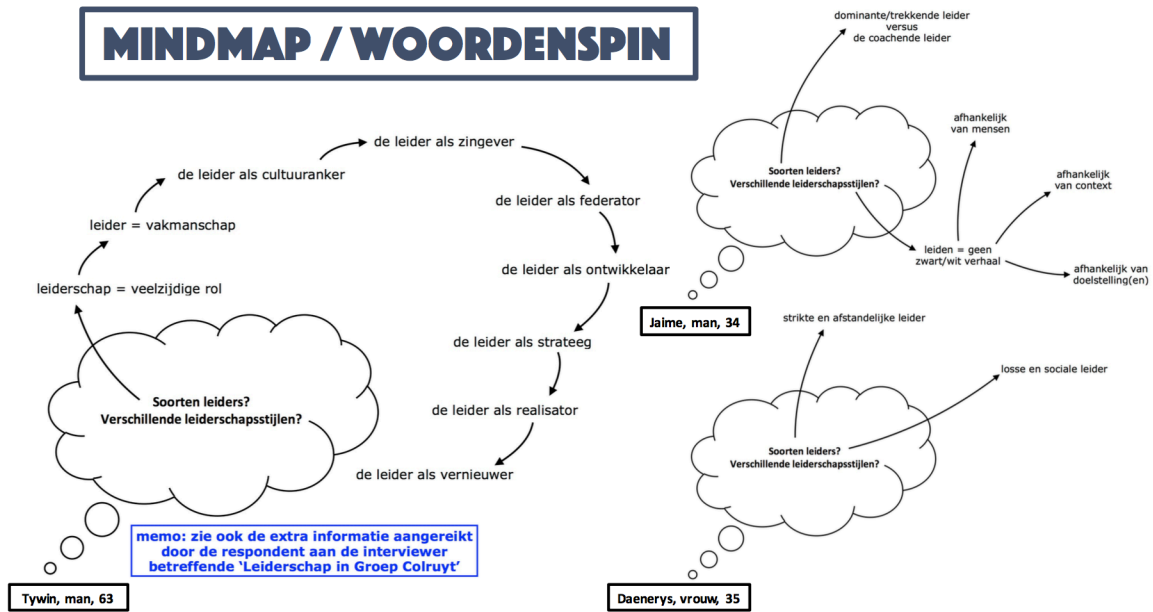 MINDMAP / WOORDENSPIN
de leider als zingever
de leider als cultuuranker
de leider als federator
leider = vakmanschap
de leider als ontwikkelaar
leiderschap = veelzijdige rol
de leider als strateeg
Soorten leiders?
Verschillende leiderschapsstijlen?
de leider als realisator
de leider als vernieuwer
memo: zie ook de extra informatie aangereikt
door de respondent aan de interviewer
betreffende ‘Leiderschap in Groep Colruyt’
Tywin, man, 63
dominante/trekkende leider
versus
de coachende leider
afhankelijk
van mensen
Soorten leiders?
Verschillende leiderschapsstijlen?
afhankelijk
van context
leiden = geen
zwart/wit verhaal
afhankelijk van
doelstelling(en)
Jaime, man, 34
strikte en afstandelijke leider
losse en sociale leider
Soorten leiders?
Verschillende leiderschapsstijlen?
Daenerys, vrouw, 35